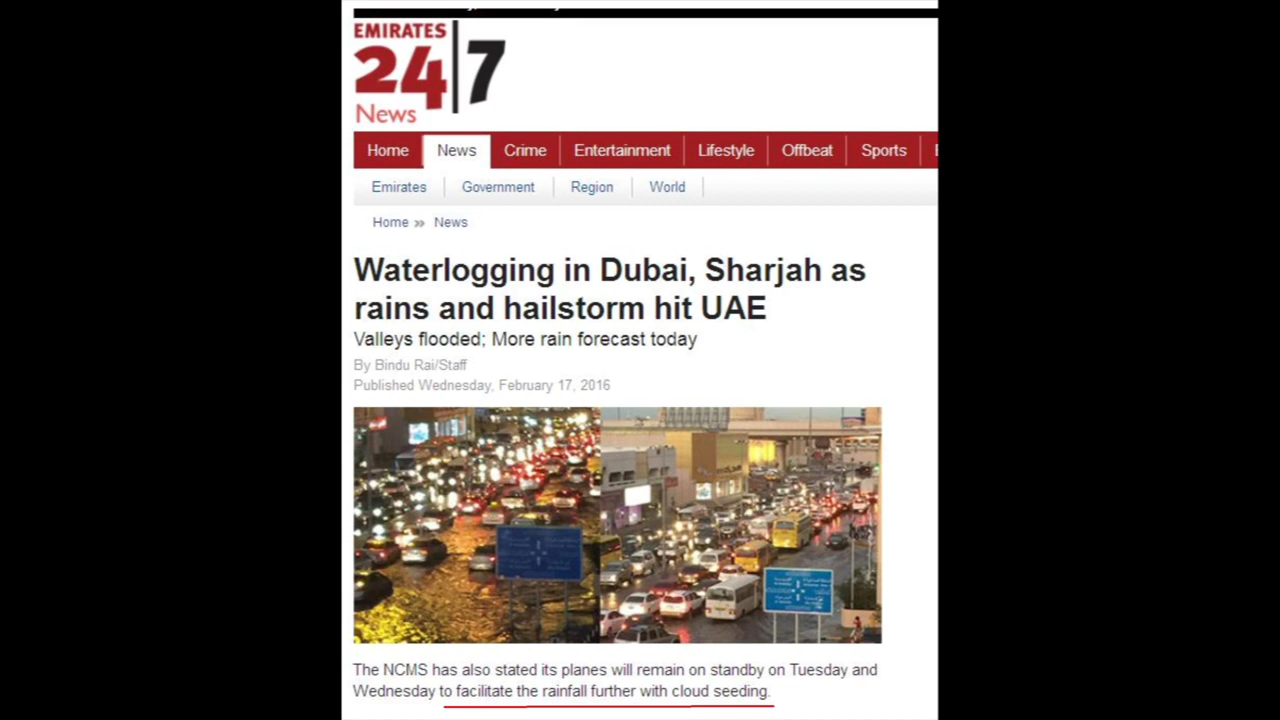 EMIRATES
24|7
News
Home News Crime Entertainment Lifestyle Offbeat Sports
Emirates Government Region World
Home » News
Waterlogging in Dubai, Sharjah as
rains and hailstorm hit UAE
Valleys flooded; More rain forecast today
By Bindu Rai/Staff
Published Wednesday, February 17, 2016
The NCMS has also stated its planes will remain on standby on Tuesday and
Wednesday to facilitate the rainfall further with cloud seeding.